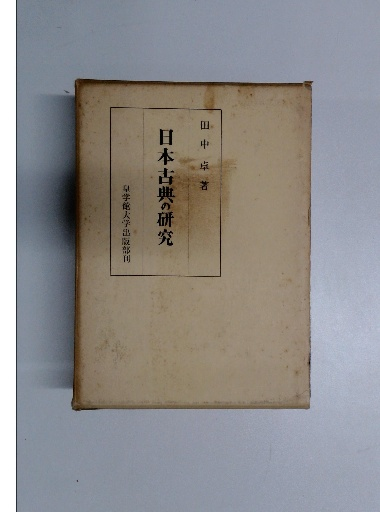 田中卓著
日本古典の研究
皇学館大学出版部刊